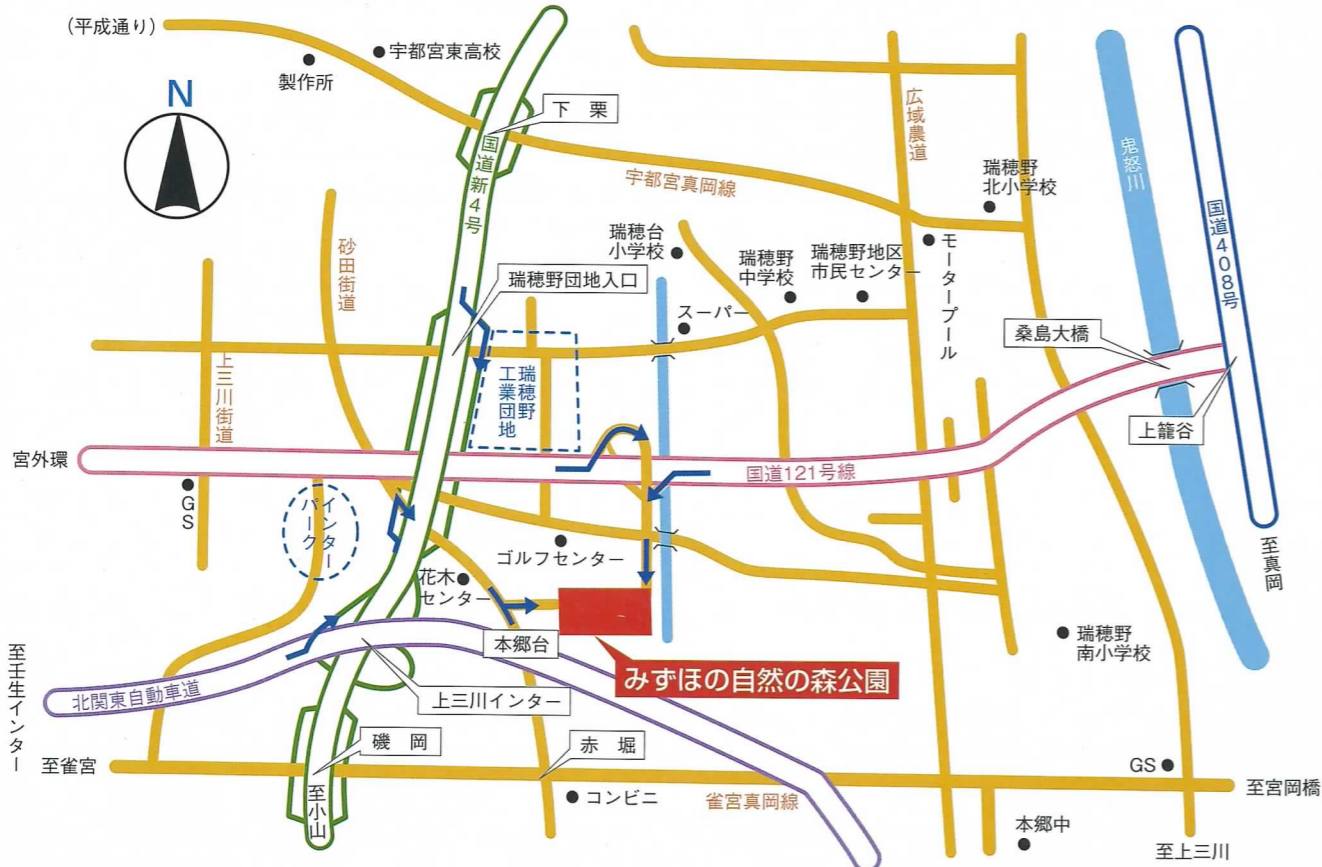 (平成通り)
宇都宮東高校
製作所
N
下 栗
国道新4号
宇都宮真岡線
広域農道
瑞穂野
北小学校
鬼怒川
国道408号
砂田街道
瑞穂台
小学校
瑞穂野
中学校
瑞穂野地区
市民センター
モータープール
瑞穂野団地入口
スーパー
桑島大橋
上三川街道
瑞穂野
工業団地
上籠谷
宮外環
国道121号線
GS
インター
パーク
ゴルフセンター
至真岡
花木
センター
本郷台
瑞穂野
南小学校
みずほの自然の森公園
至壬生インター
北関東自動車道
上三川インター
磯 岡
赤 堀
至雀宮
GS
至宮岡橋
至小山
コンビニ
雀宮真岡線
本郷中
至上三川